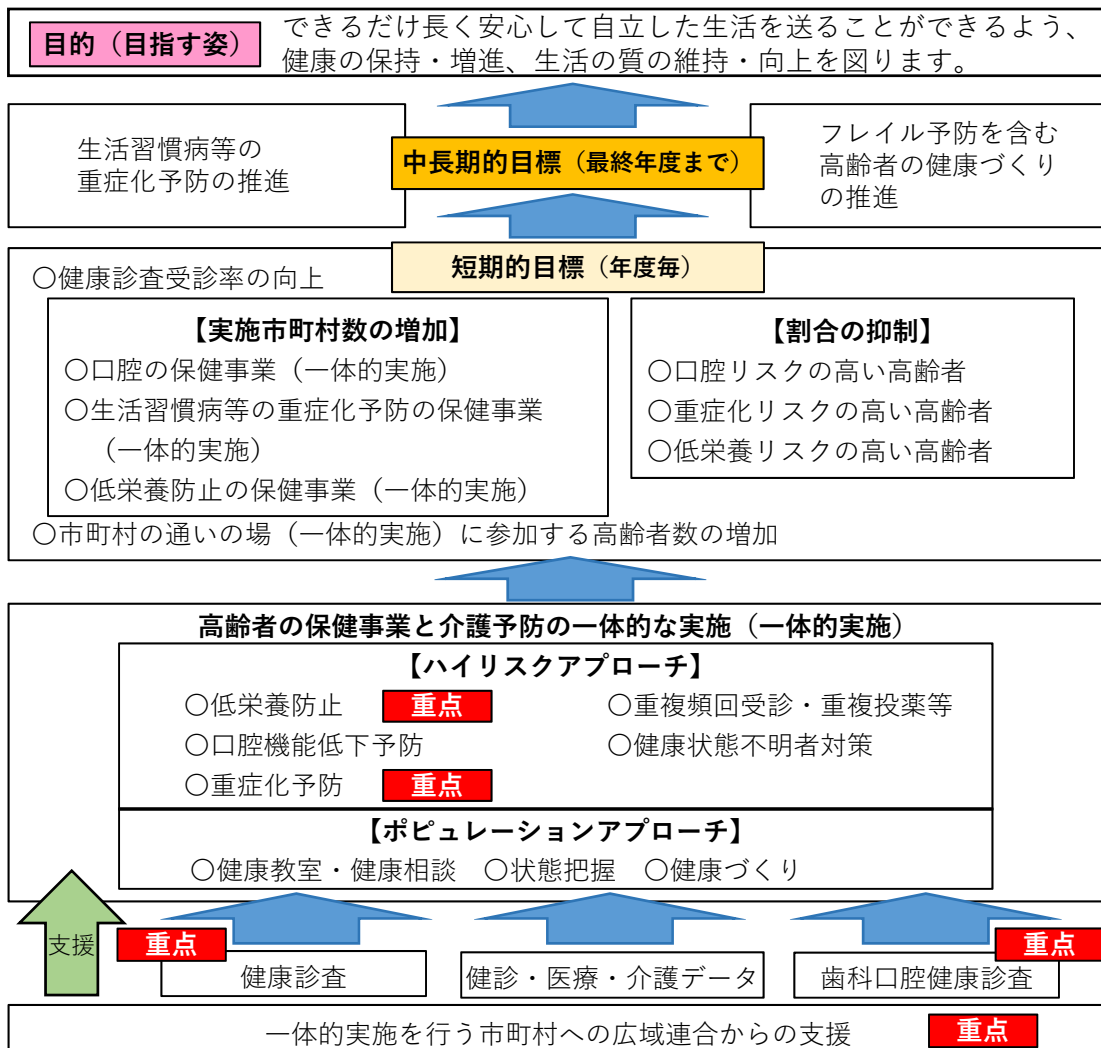 目的（目指す姿）
できるだけ長く安心して自立した生活を送ることができるよう、
健康の保持・増進、生活の質の維持・向上を図ります。
生活習慣病等の
重症化予防の推進
中長期的目標（最終年度まで）
フレイル予防を含む
高齢者の健康づくり
の推進
短期的目標（年度毎）
〇健康診査受診率の向上
【実施市町村数の増加】
〇口腔の保健事業（一体的実施）
〇生活習慣病等の重症化予防の保健事業
（一体的実施）
〇低栄養防止の保健事業（一体的実施）
【割合の抑制】
〇口腔リスクの高い高齢者
〇重症化リスクの高い高齢者
〇低栄養リスクの高い高齢者
〇市町村の通いの場（一体的実施）に参加する高齢者数の増加
高齢者の保健事業と介護予防の一体的な実施（一体的実施）
【ハイリスクアプローチ】
〇低栄養防止 重点
〇口腔機能低下予防
〇重症化予防 重点
〇重複頻回受診・重複投薬等
〇健康状態不明者対策
【ポピュレーションアプローチ】
〇健康教室・健康相談 〇状態把握 〇健康づくり
支援
重点
健康診査
健診・医療・介護データ
重点
歯科口腔健康診査
一体的実施を行う市町村への広域連合からの支援 重点